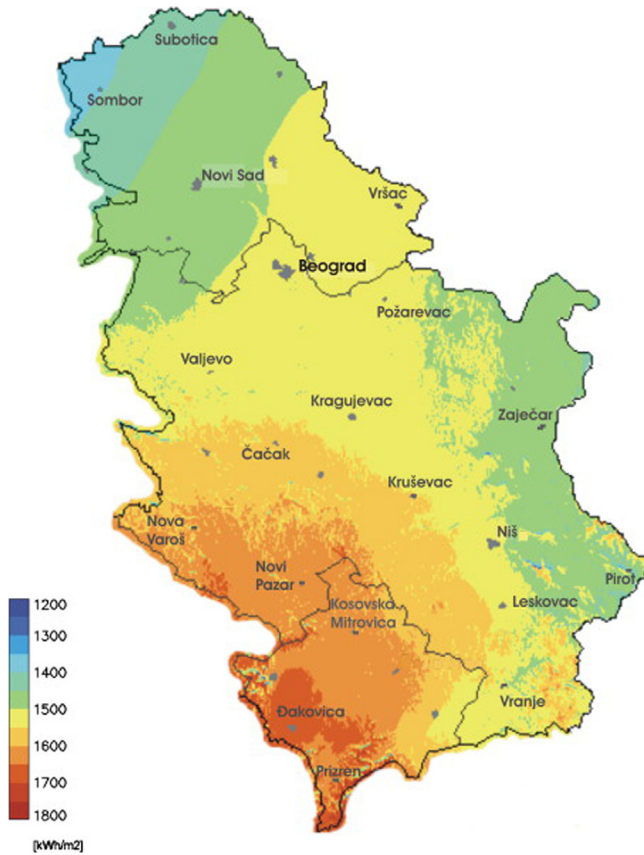 Subotica
Sombor
Novi Sad
Vršac
Beograd
Požarevac
Valjevo
Kragujevac
Zaječar
Čačak
Kruševac
Nova
Varoš
Niš
Novi
Pazar
Pirot
Kosovska
Mitrovica
Leskovac
Vranje
Đakovica
Prizren
1200
1300
1400
1500
1600
1700
1800
[kWh/m2]